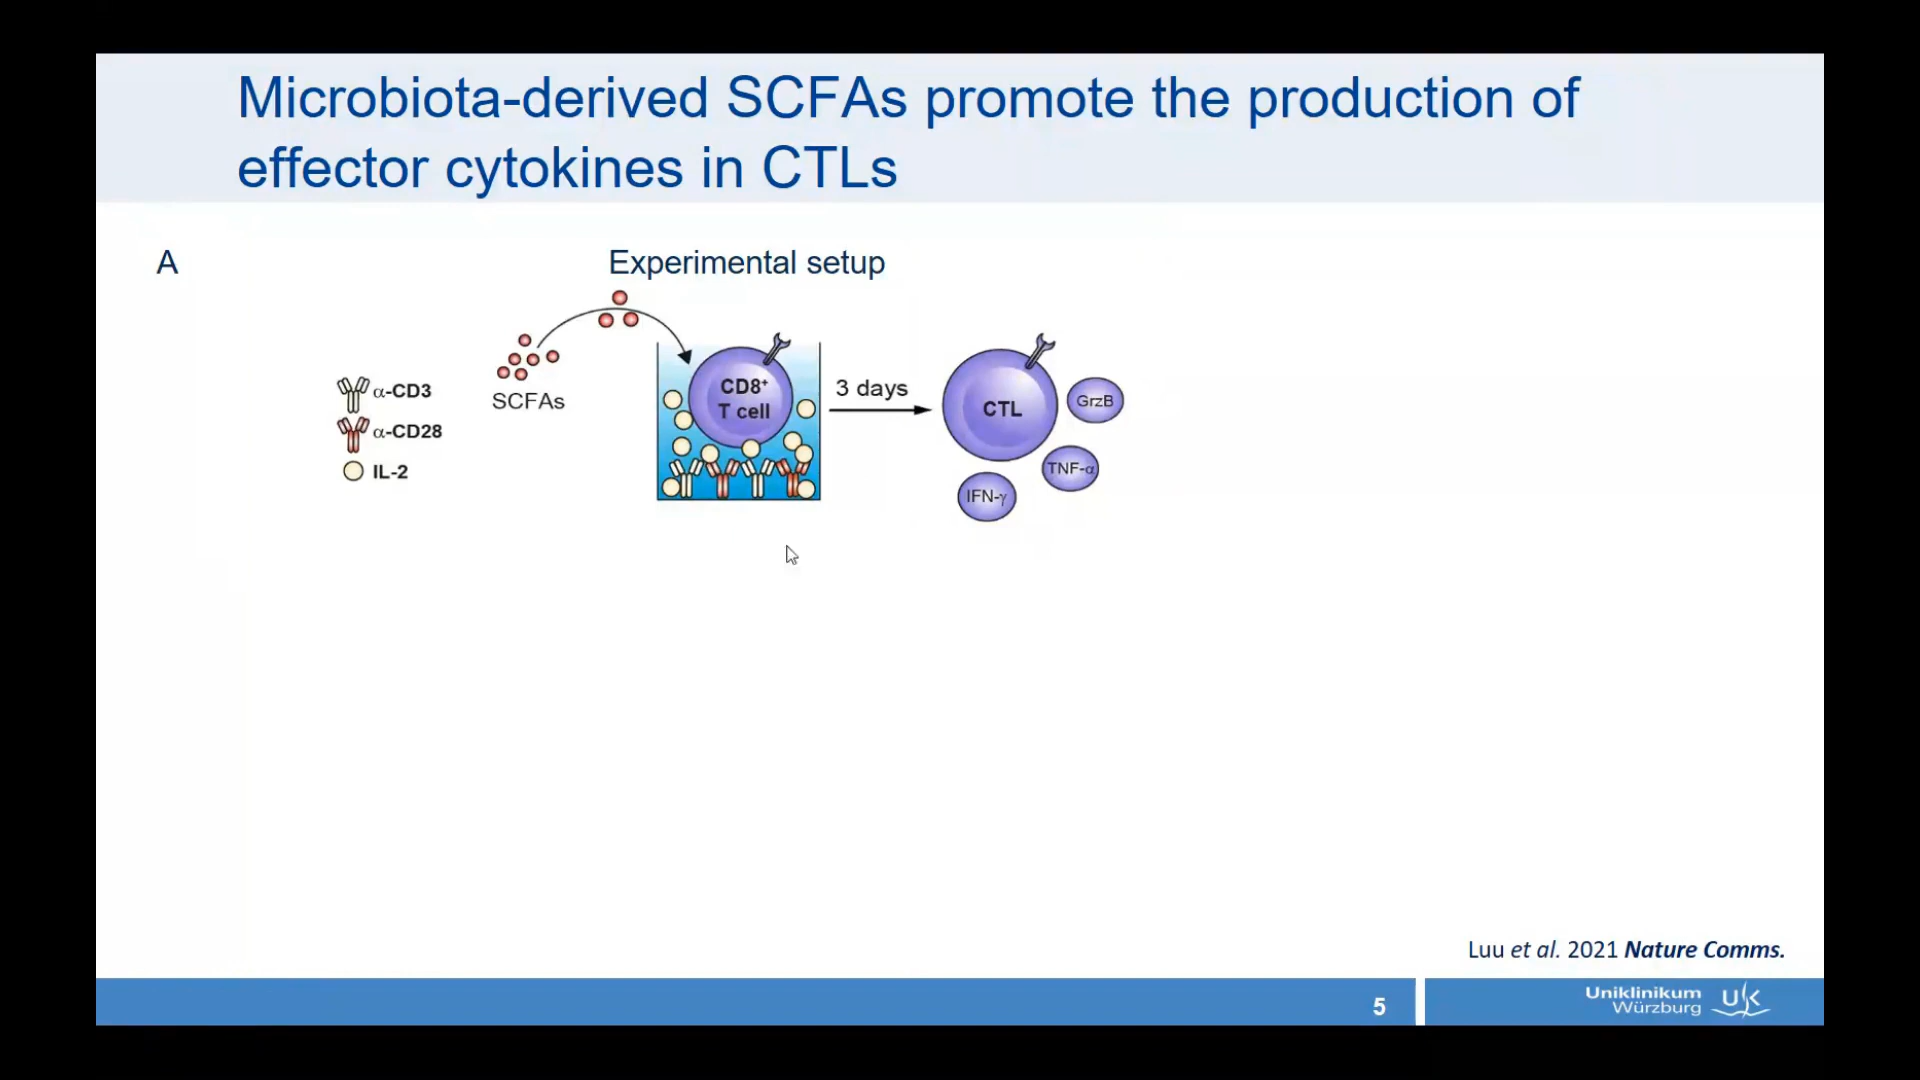 Microbiota-derived SCFAs promote the production of
effector cytokines in CTLs
A
Experimental setup
α-CD3
α-CD28
IL-2
SCFAs
CD8⁺
T cell
3 days
CTL
GrzB
TNF-α
IFN-γ
Luu et al. 2021 Nature Comms.
5
Uniklinikum
Würzburg
UK